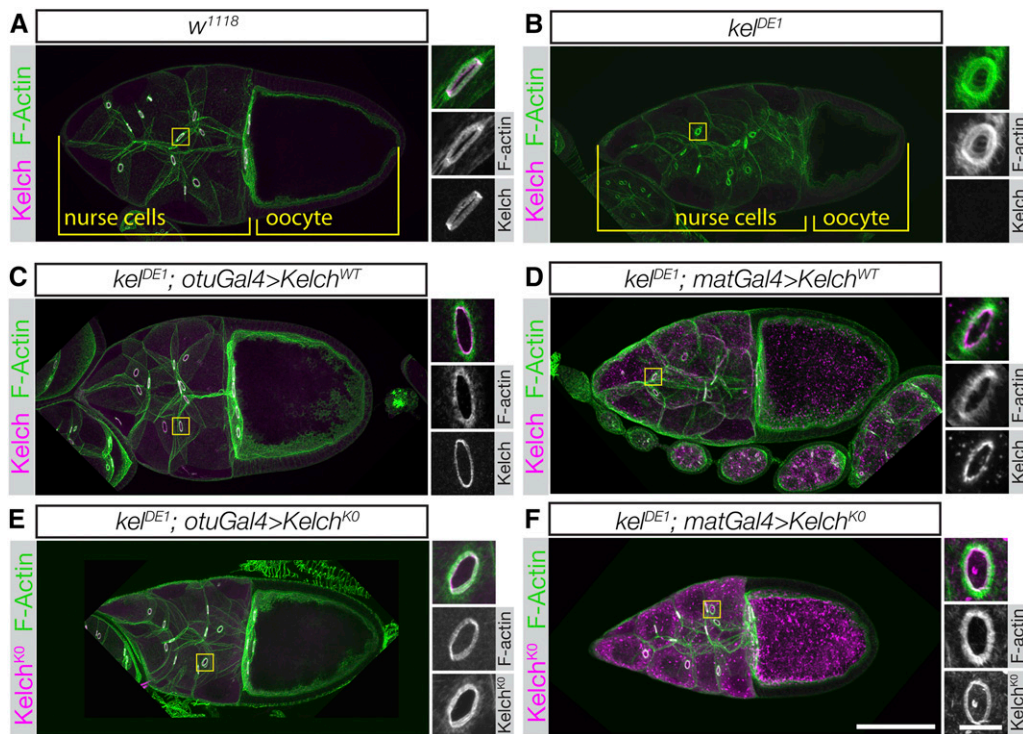 A
w1118
Kelch F-Actin
nurse cells
oocyte
F-actin
Kelch
B
kelDE1
Kelch F-Actin
nurse cells
oocyte
F-actin
Kelch
C
kelDE1; otuGal4>KelchWT
Kelch F-Actin
F-actin
Kelch
D
kelDE1; matGal4>KelchWT
Kelch F-Actin
F-actin
Kelch
E
kelDE1; otuGal4>KelchK0
KelchK0 F-Actin
F-actin
KelchK0
F
kelDE1; matGal4>KelchK0
KelchK0 F-Actin
F-actin
KelchK0